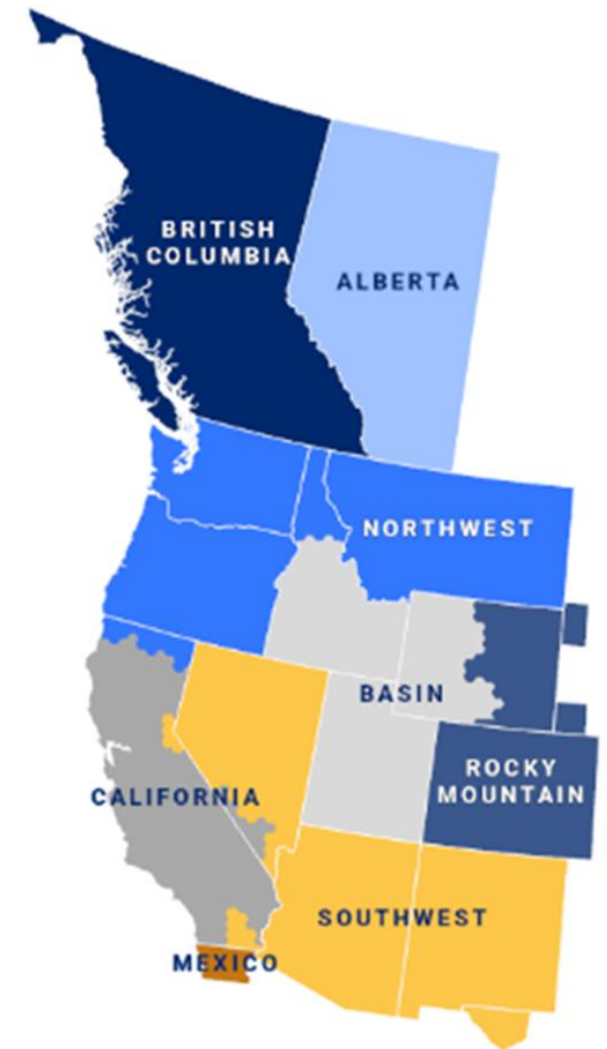 BRITISH
COLUMBIA
ALBERTA
NORTHWEST
BASIN
ROCKY
MOUNTAIN
CALIFORNIA
SOUTHWEST
MEXICO